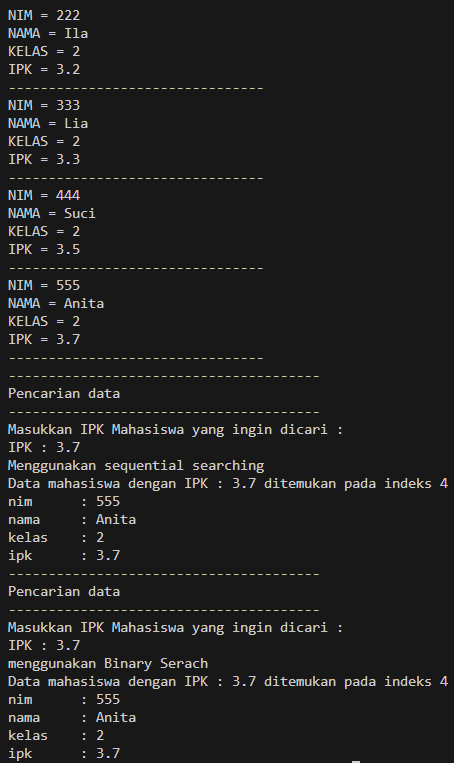 NIM = 222
NAMA = Ila
KELAS = 2
IPK = 3.2
--------------------------------
NIM = 333
NAMA = Lia
KELAS = 2
IPK = 3.3
--------------------------------
NIM = 444
NAMA = Suci
KELAS = 2
IPK = 3.5
--------------------------------
NIM = 555
NAMA = Anita
KELAS = 2
IPK = 3.7
--------------------------------
---------------------------------------
Pencarian data
---------------------------------------
Masukkan IPK Mahasiswa yang ingin dicari :
IPK : 3.7
Menggunakan sequential searching
Data mahasiswa dengan IPK : 3.7 ditemukan pada indeks 4
nim      : 555
nama     : Anita
kelas    : 2
ipk      : 3.7
---------------------------------------
Pencarian data
---------------------------------------
Masukkan IPK Mahasiswa yang ingin dicari :
IPK : 3.7
menggunakan Binary Serach
Data mahasiswa dengan IPK : 3.7 ditemukan pada indeks 4
nim      : 555
nama     : Anita
kelas    : 2
ipk      : 3.7